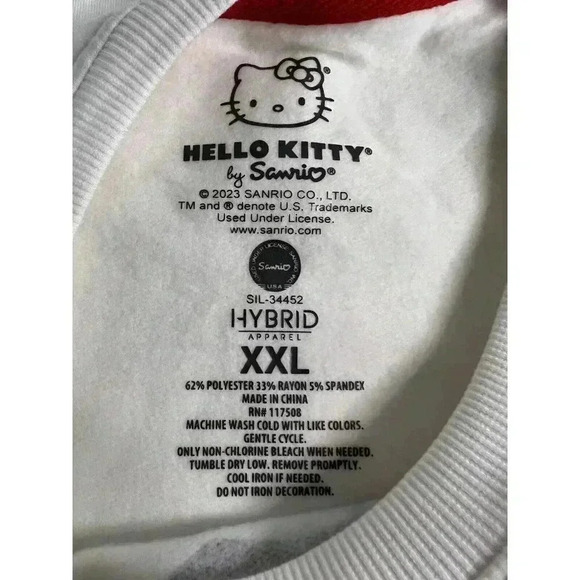 HELLO KITTY®
by Sanrio®
© 2023 SANRIO CO., LTD.
TM and ® denote U.S. Trademarks
Used Under License.
www.sanrio.com
Sanrio
USA
SIL-34452
HYBRID
APPAREL
XXL
62% POLYESTER 33% RAYON 5% SPANDEX
MADE IN CHINA
RN# 117508
MACHINE WASH COLD WITH LIKE COLORS.
GENTLE CYCLE.
ONLY NON-CHLORINE BLEACH WHEN NEEDED.
TUMBLE DRY LOW. REMOVE PROMPTLY.
COOL IRON IF NEEDED.
DO NOT IRON DECORATION.